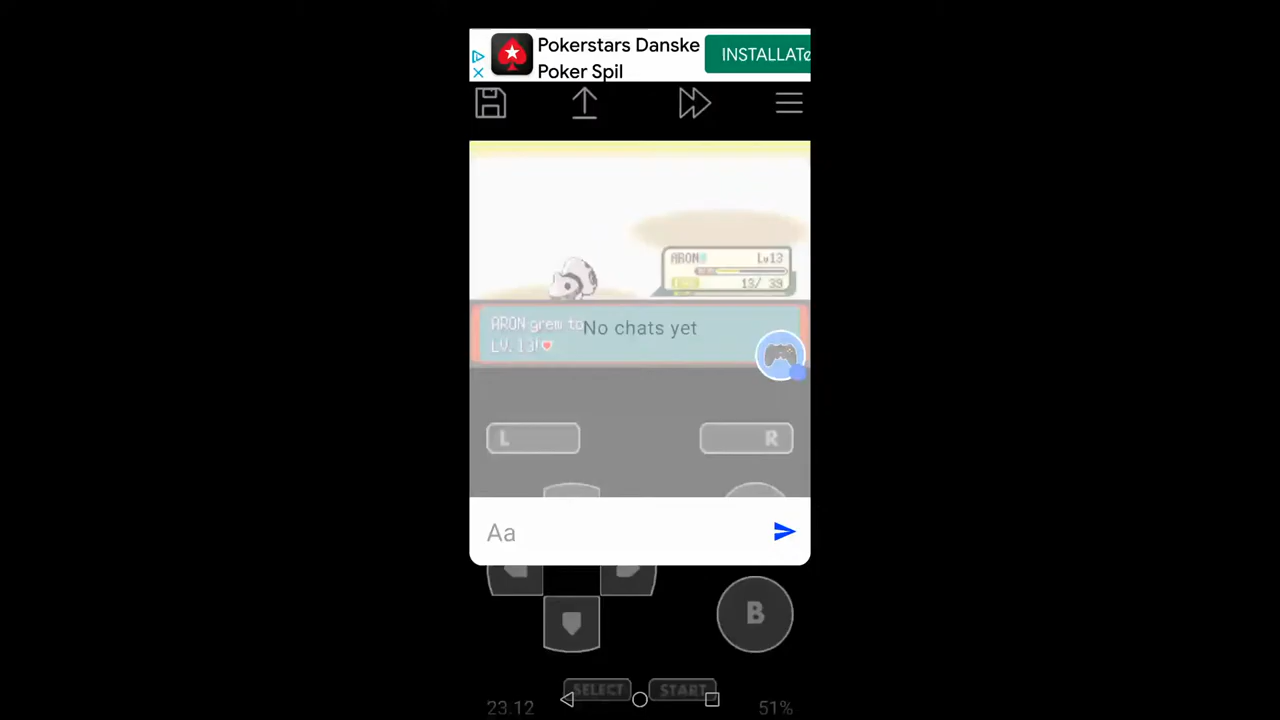 Pokerstars Danske
Poker Spil
INSTALLATØ
ARON Lv13
13/ 39
ARON grew to
LV. 13!
No chats yet
L
R
Aa
B
SELECT
START
23.12
51%